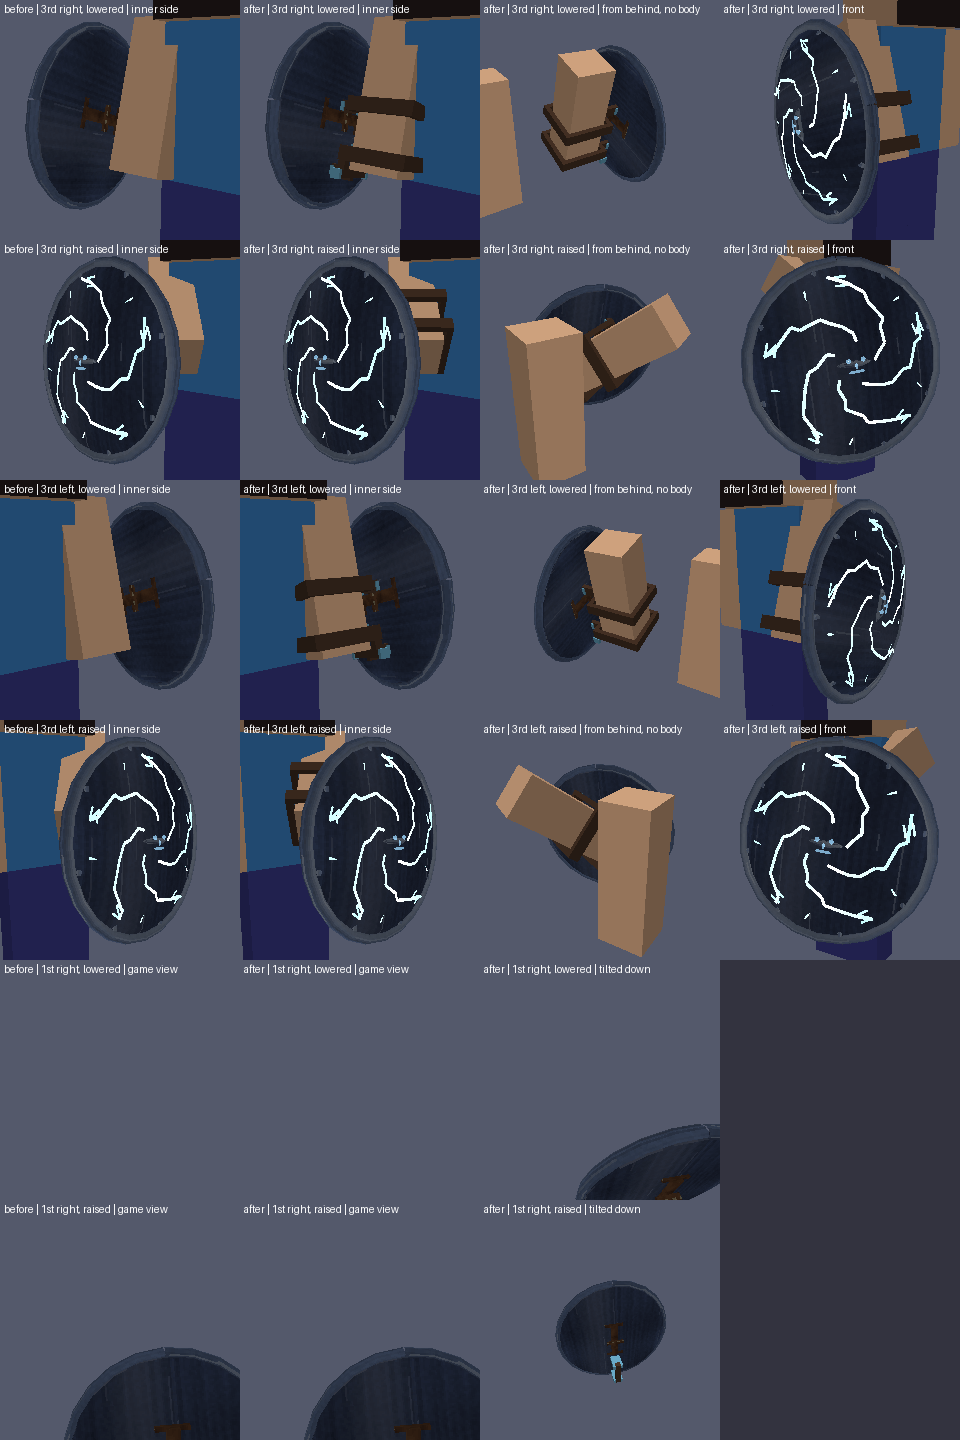 before | 3rd right, lowered | inner side
after | 3rd right, lowered | inner side
after | 3rd right, lowered | from behind, no body
after | 3rd right, lowered | front
before | 3rd right, raised | inner side
after | 3rd right, raised | inner side
after | 3rd right, raised | from behind, no body
after | 3rd right, raised | front
before | 3rd left, lowered | inner side
after | 3rd left, lowered | inner side
after | 3rd left, lowered | from behind, no body
after | 3rd left, lowered | front
before | 3rd left, raised | inner side
after | 3rd left, raised | inner side
after | 3rd left, raised | from behind, no body
after | 3rd left, raised | front
before | 1st right, lowered | game view
after | 1st right, lowered | game view
after | 1st right, lowered | tilted down
before | 1st right, raised | game view
after | 1st right, raised | game view
after | 1st right, raised | tilted down